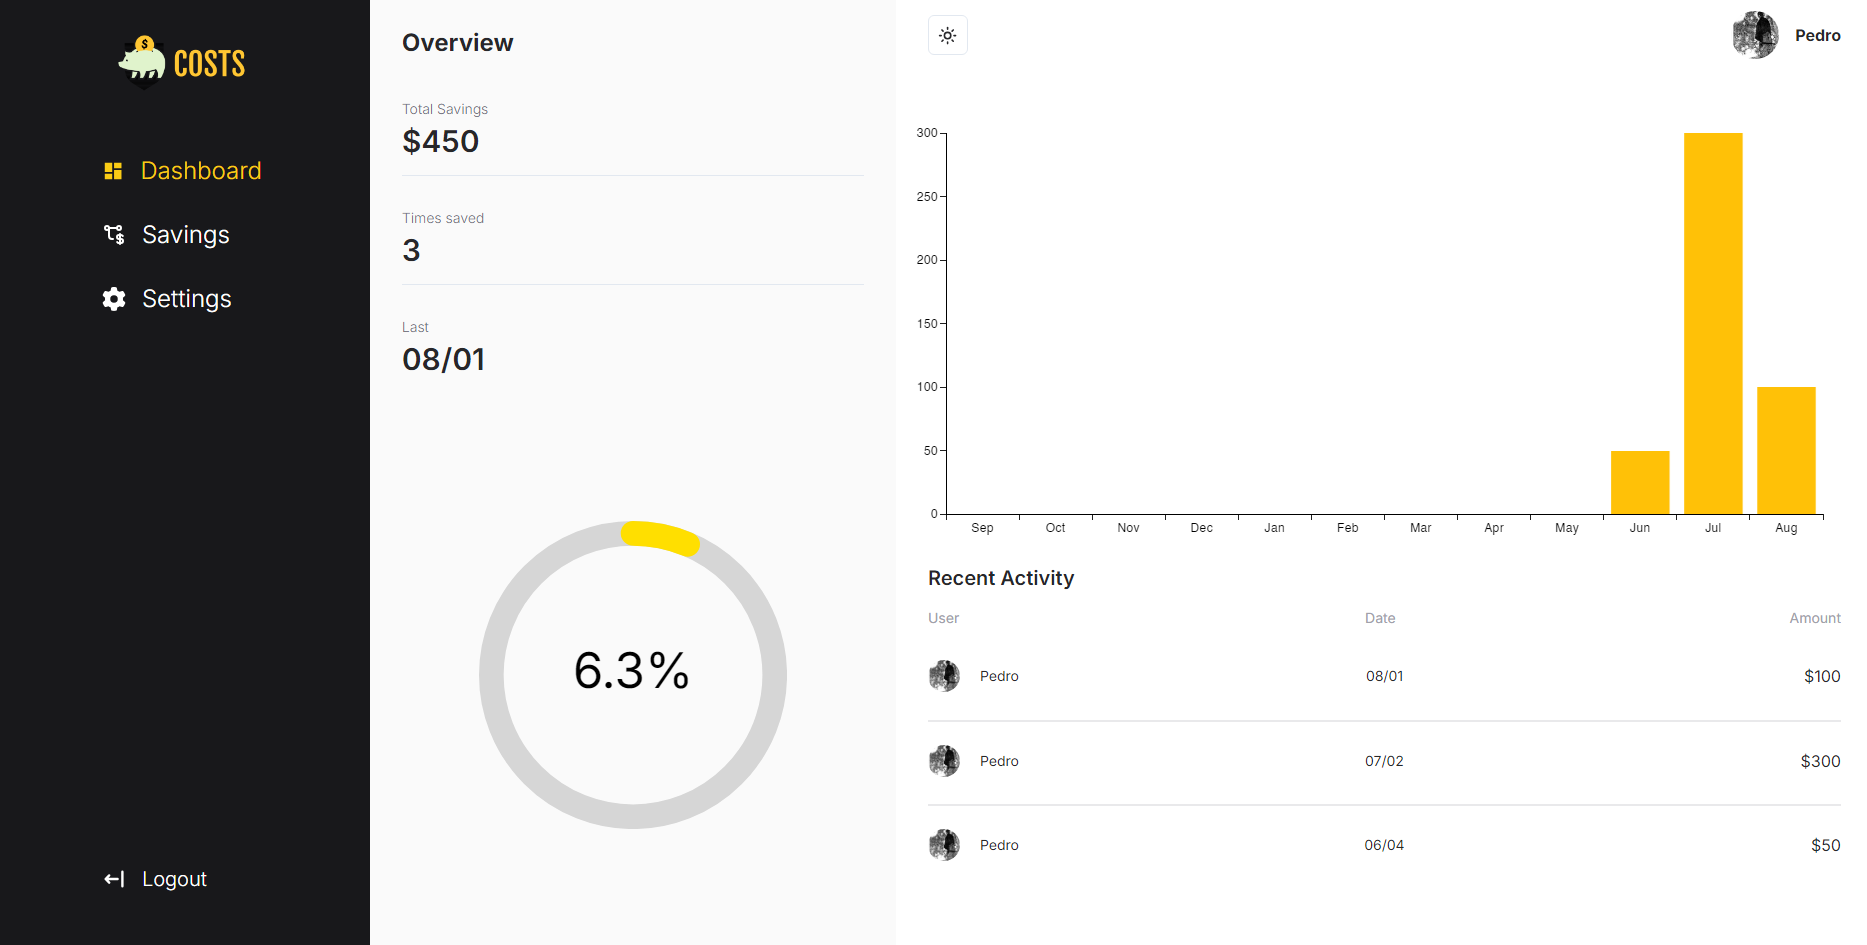 $
COSTS
Dashboard
Savings
Settings
Logout
Overview
Total Savings
$450
Times saved
3
Last
08/01
6.3%
Pedro
300
250
200
150
100
50
0
Sep Oct Nov Dec Jan Feb Mar Apr May Jun Jul Aug
Recent Activity
User Date Amount
Pedro 08/01 $100
Pedro 07/02 $300
Pedro 06/04 $50